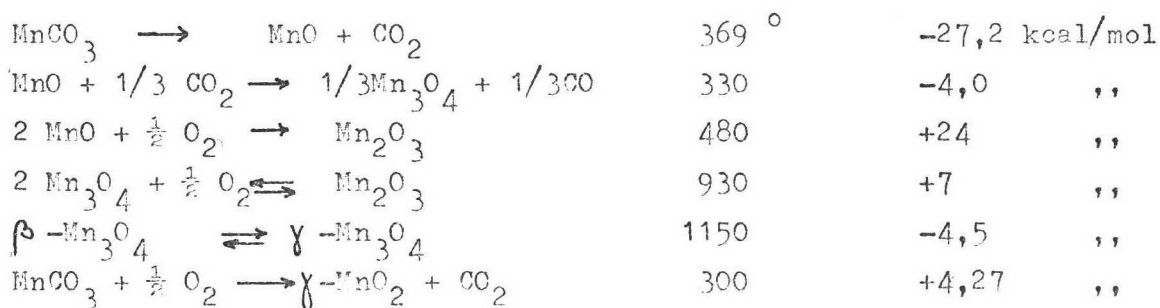 MnCO3 → MnO + CO2 369 ° -27,2 kcal/mol
MnO + 1/3 CO2 → 1/3Mn3O4 + 1/3CO 330 -4,0 ,,
2 MnO + ½ O2 → Mn2O3 480 +24 ,,
2 Mn3O4 + ½ O2 ⇌ Mn2O3 930 +7 ,,
β -Mn3O4 ⇌ γ -Mn3O4 1150 -4,5 ,,
MnCO3 + ½ O2 → γ-MnO2 + CO2 300 +4,27 ,,